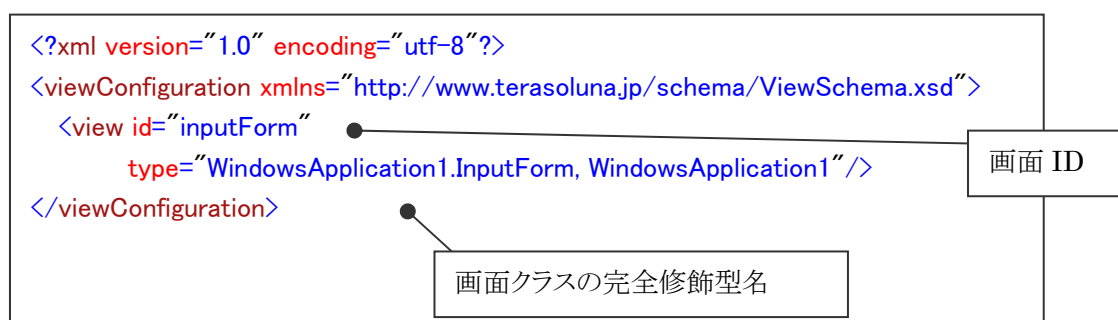 <?xml version="1.0" encoding="utf-8"?>
<viewConfiguration xmlns="http://www.terasoluna.jp/schema/ViewSchema.xsd">
<view id="inputForm"
type="WindowsApplication1.InputForm, WindowsApplication1"/>
</viewConfiguration>
画面 ID
画面クラスの完全修飾型名